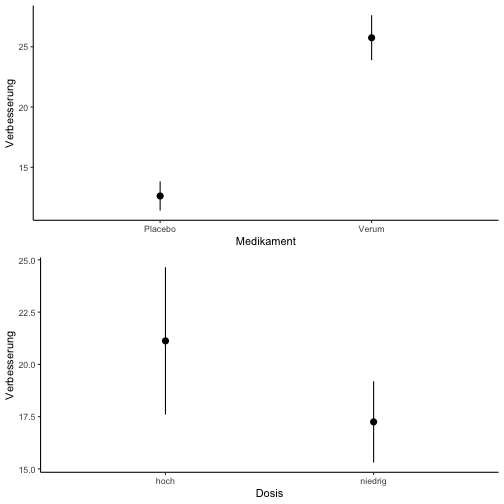 Verbesserung
25
20
15
Placebo
Verum
Medikament
Verbesserung
25.0
22.5
20.0
17.5
15.0
hoch
niedrig
Dosis